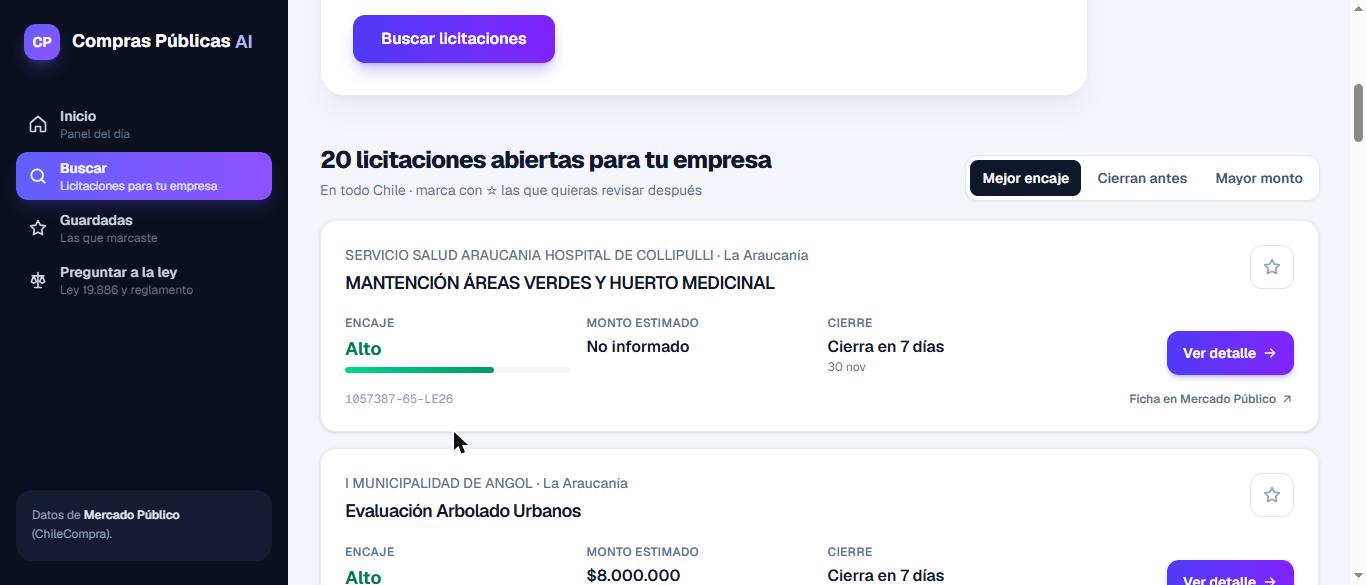 CP Compras Públicas AI
Inicio
Panel del día
Buscar
Licitaciones para tu empresa
Guardadas
Las que marcaste
Preguntar a la ley
Ley 19.886 y reglamento
Datos de Mercado Público
(ChileCompra).
Buscar licitaciones
20 licitaciones abiertas para tu empresa
En todo Chile · marca con ☆ las que quieras revisar después
Mejor encaje Cierran antes Mayor monto
SERVICIO SALUD ARAUCANIA HOSPITAL DE COLLIPULLI · La Araucanía
MANTENCIÓN ÁREAS VERDES Y HUERTO MEDICINAL
ENCAJE MONTO ESTIMADO CIERRE
Alto No informado Cierra en 7 días
30 nov
Ver detalle →
1057387-65-LE26
Ficha en Mercado Público ↗
I MUNICIPALIDAD DE ANGOL · La Araucanía
Evaluación Arbolado Urbanos
ENCAJE MONTO ESTIMADO CIERRE
Alto $8.000.000 Cierra en 7 días
Ver detalle →